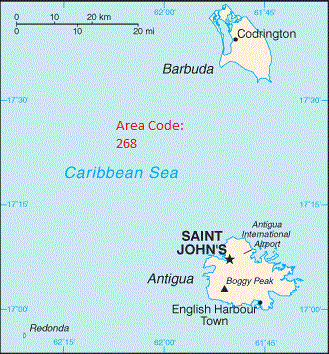 0 10 20 km
0 10 20 mi
62°00'
61°45'
Codrington
Barbuda
17°30'
17°30'
Area Code:
268
Caribbean Sea
17°15'
17°15'
SAINT
JOHN'S
Antigua
International
Airport
Antigua
Boggy Peak
English Harbour
Town
17°00'
17°00'
Redonda
62°15'
62°00'
61°45'